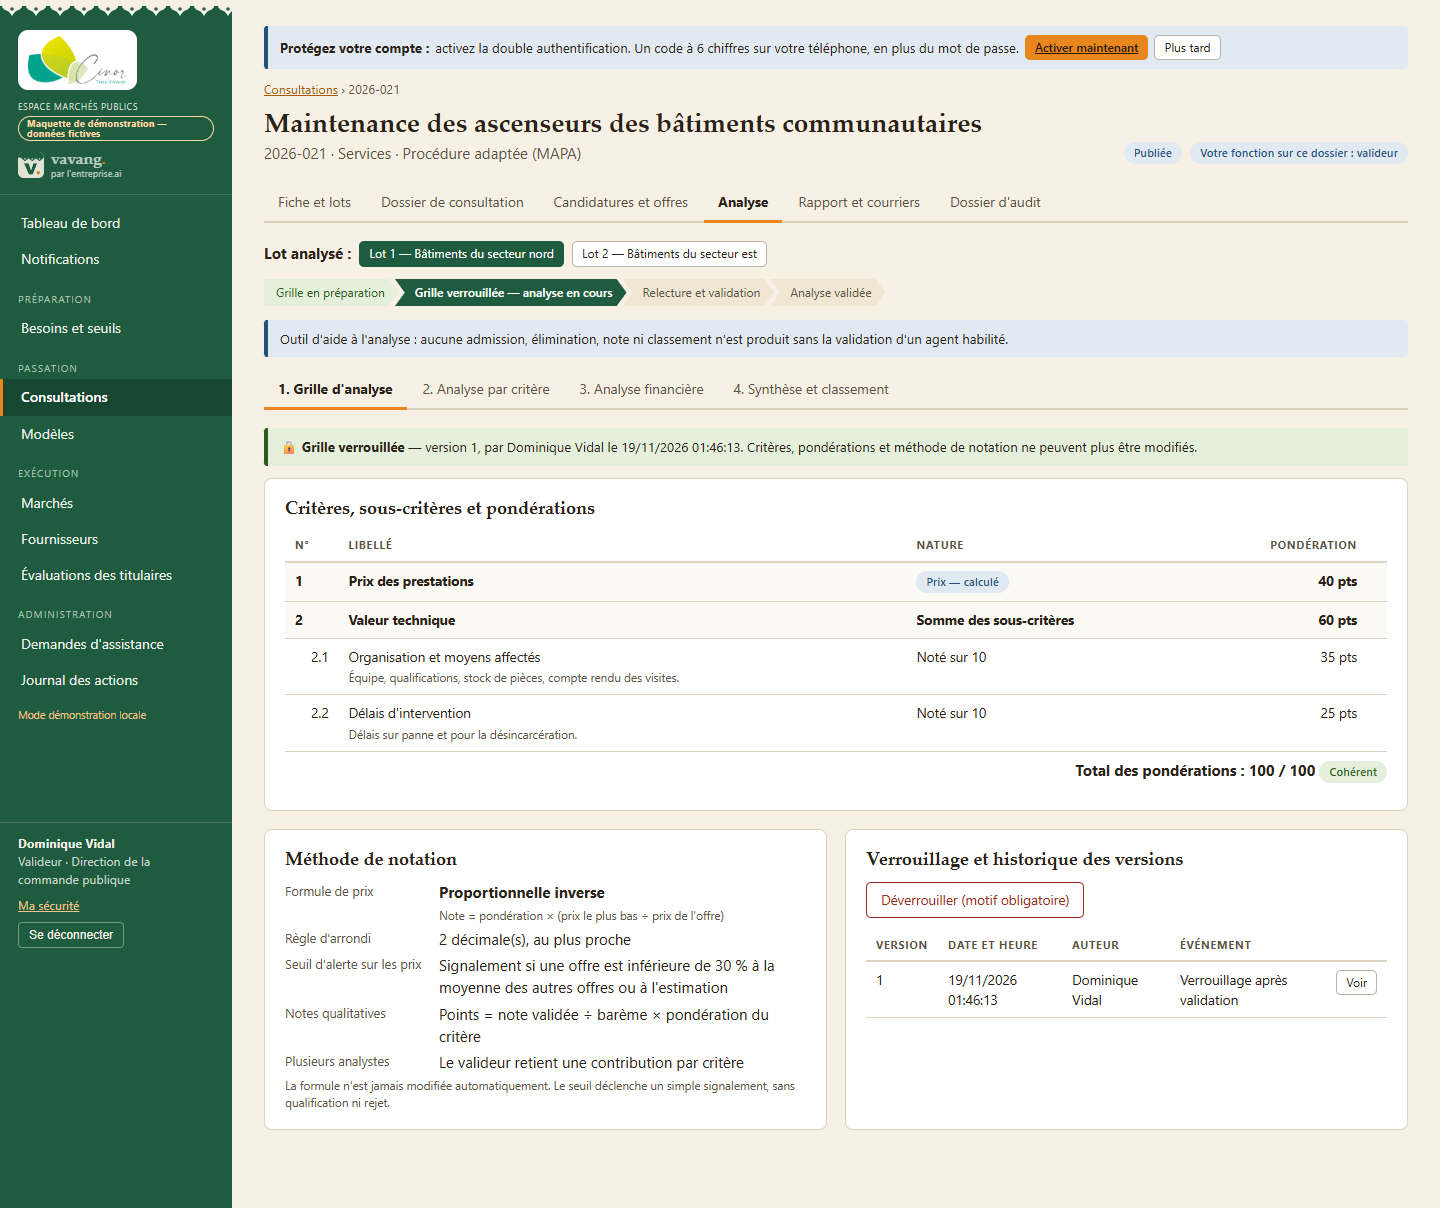 Cinor
Terre d'Avenir
ESPACE MARCHÉS PUBLICS
Maquette de démonstration —
données fictives
vavang.
par l'entreprise.ai
Tableau de bord
Notifications
PRÉPARATION
Besoins et seuils
PASSATION
Consultations
Modèles
EXÉCUTION
Marchés
Fournisseurs
Évaluations des titulaires
ADMINISTRATION
Demandes d'assistance
Journal des actions
Mode démonstration locale
Dominique Vidal
Valideur · Direction de la
commande publique
Ma sécurité
Se déconnecter
Protégez votre compte : activez la double authentification. Un code à 6 chiffres sur votre téléphone, en plus du mot de passe. Activer maintenant Plus tard
Consultations › 2026-021
Maintenance des ascenseurs des bâtiments communautaires
2026-021 · Services · Procédure adaptée (MAPA)
Publiée Votre fonction sur ce dossier : valideur
Fiche et lots Dossier de consultation Candidatures et offres Analyse Rapport et courriers Dossier d'audit
Lot analysé : Lot 1 — Bâtiments du secteur nord Lot 2 — Bâtiments du secteur est
Grille en préparation Grille verrouillée — analyse en cours Relecture et validation Analyse validée
Outil d'aide à l'analyse : aucune admission, élimination, note ni classement n'est produit sans la validation d'un agent habilité.
1. Grille d'analyse 2. Analyse par critère 3. Analyse financière 4. Synthèse et classement
Grille verrouillée — version 1, par Dominique Vidal le 19/11/2026 01:46:13. Critères, pondérations et méthode de notation ne peuvent plus être modifiés.
Critères, sous-critères et pondérations
N° LIBELLÉ NATURE PONDÉRATION
1 Prix des prestations Prix — calculé 40 pts
2 Valeur technique Somme des sous-critères 60 pts
2.1 Organisation et moyens affectés Noté sur 10 35 pts
Équipe, qualifications, stock de pièces, compte rendu des visites.
2.2 Délais d'intervention Noté sur 10 25 pts
Délais sur panne et pour la désincarcération.
Total des pondérations : 100 / 100 Cohérent
Méthode de notation
Formule de prix Proportionnelle inverse
Note = pondération × (prix le plus bas ÷ prix de l'offre)
Règle d'arrondi 2 décimale(s), au plus proche
Seuil d'alerte sur les prix Signalement si une offre est inférieure de 30 % à la
moyenne des autres offres ou à l'estimation
Notes qualitatives Points = note validée ÷ barème × pondération du
critère
Plusieurs analystes Le valideur retient une contribution par critère
La formule n'est jamais modifiée automatiquement. Le seuil déclenche un simple signalement, sans
qualification ni rejet.
Verrouillage et historique des versions
Déverrouiller (motif obligatoire)
VERSION DATE ET HEURE AUTEUR ÉVÉNEMENT
1 19/11/2026 Dominique Verrouillage après Voir
01:46:13 Vidal validation